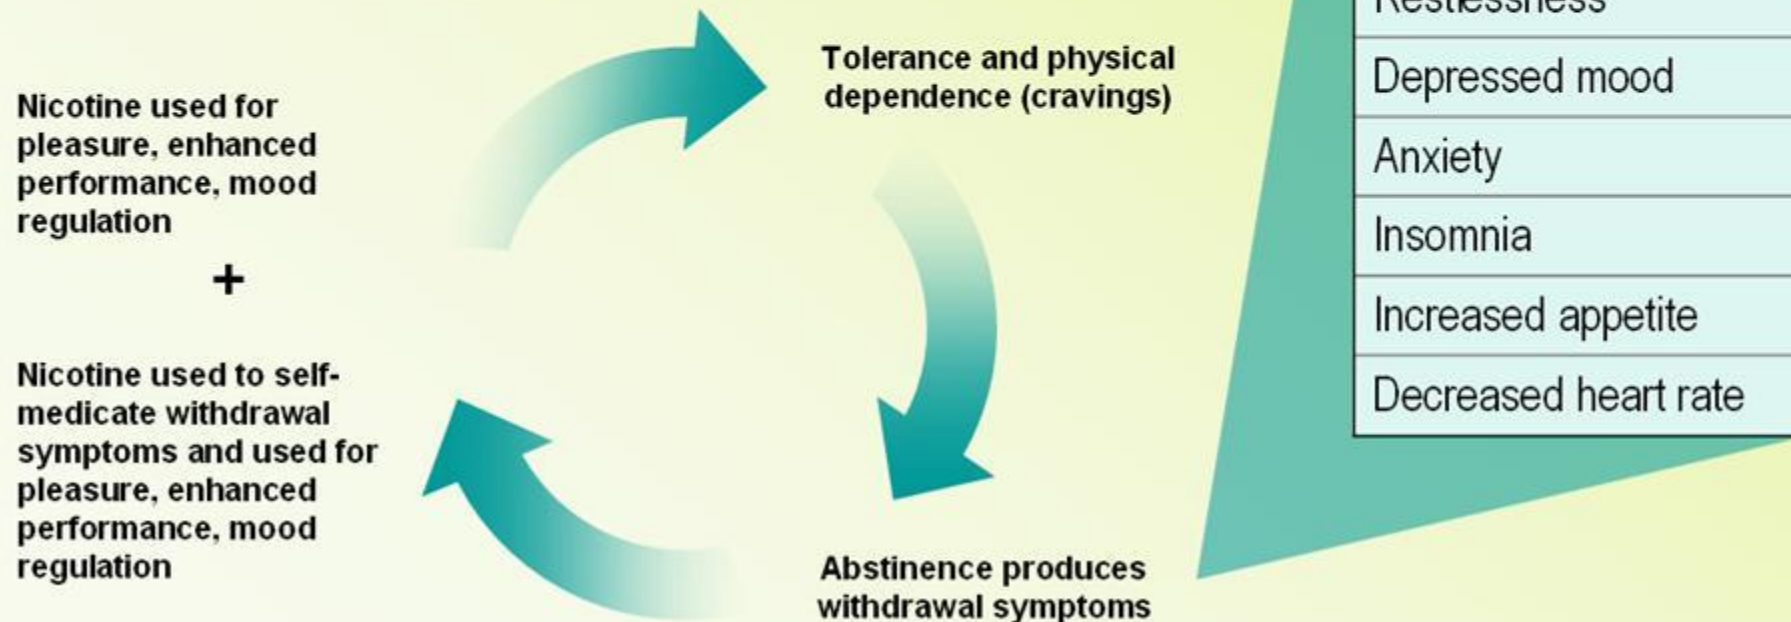 Nicotine used for
pleasure, enhanced
performance, mood
regulation
+
Nicotine used to self-
medicate withdrawal
symptoms and used for
pleasure, enhanced
performance, mood
regulation
Tolerance and physical
dependence (cravings)
Abstinence produces
withdrawal symptoms
Restlessness
Depressed mood
Anxiety
Insomnia
Increased appetite
Decreased heart rate